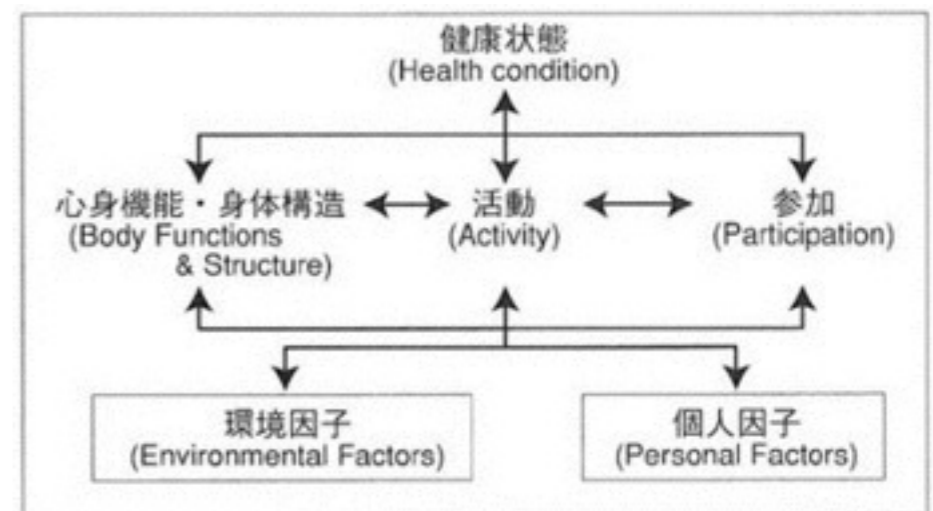 健康状態
(Health condition)
心身機能・身体構造
(Body Functions
& Structure)
活動
(Activity)
参加
(Participation)
環境因子
(Environmental Factors)
個人因子
(Personal Factors)